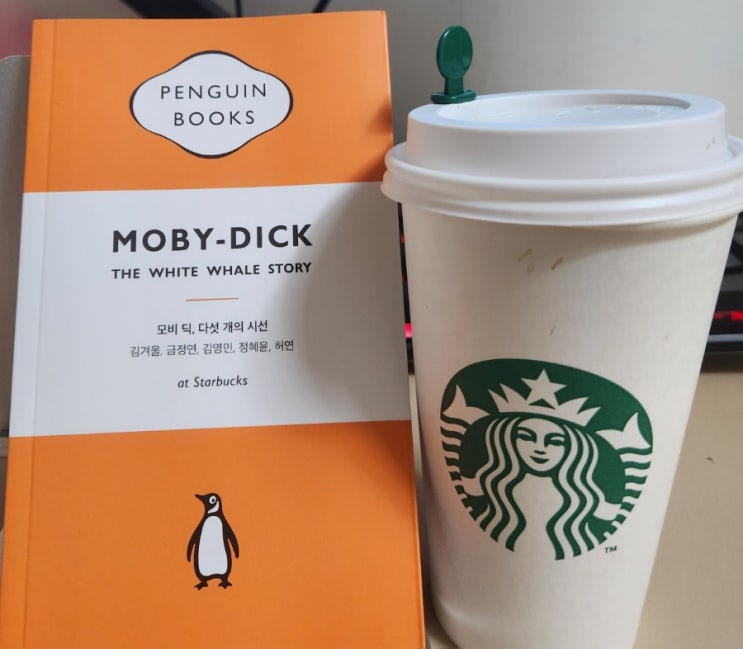 PENGUIN
BOOKS
MOBY-DICK
THE WHITE WHALE STORY
모비 딕, 다섯 개의 시선
김겨울, 금정연, 김영민, 정혜윤, 허연
at Starbucks
TM